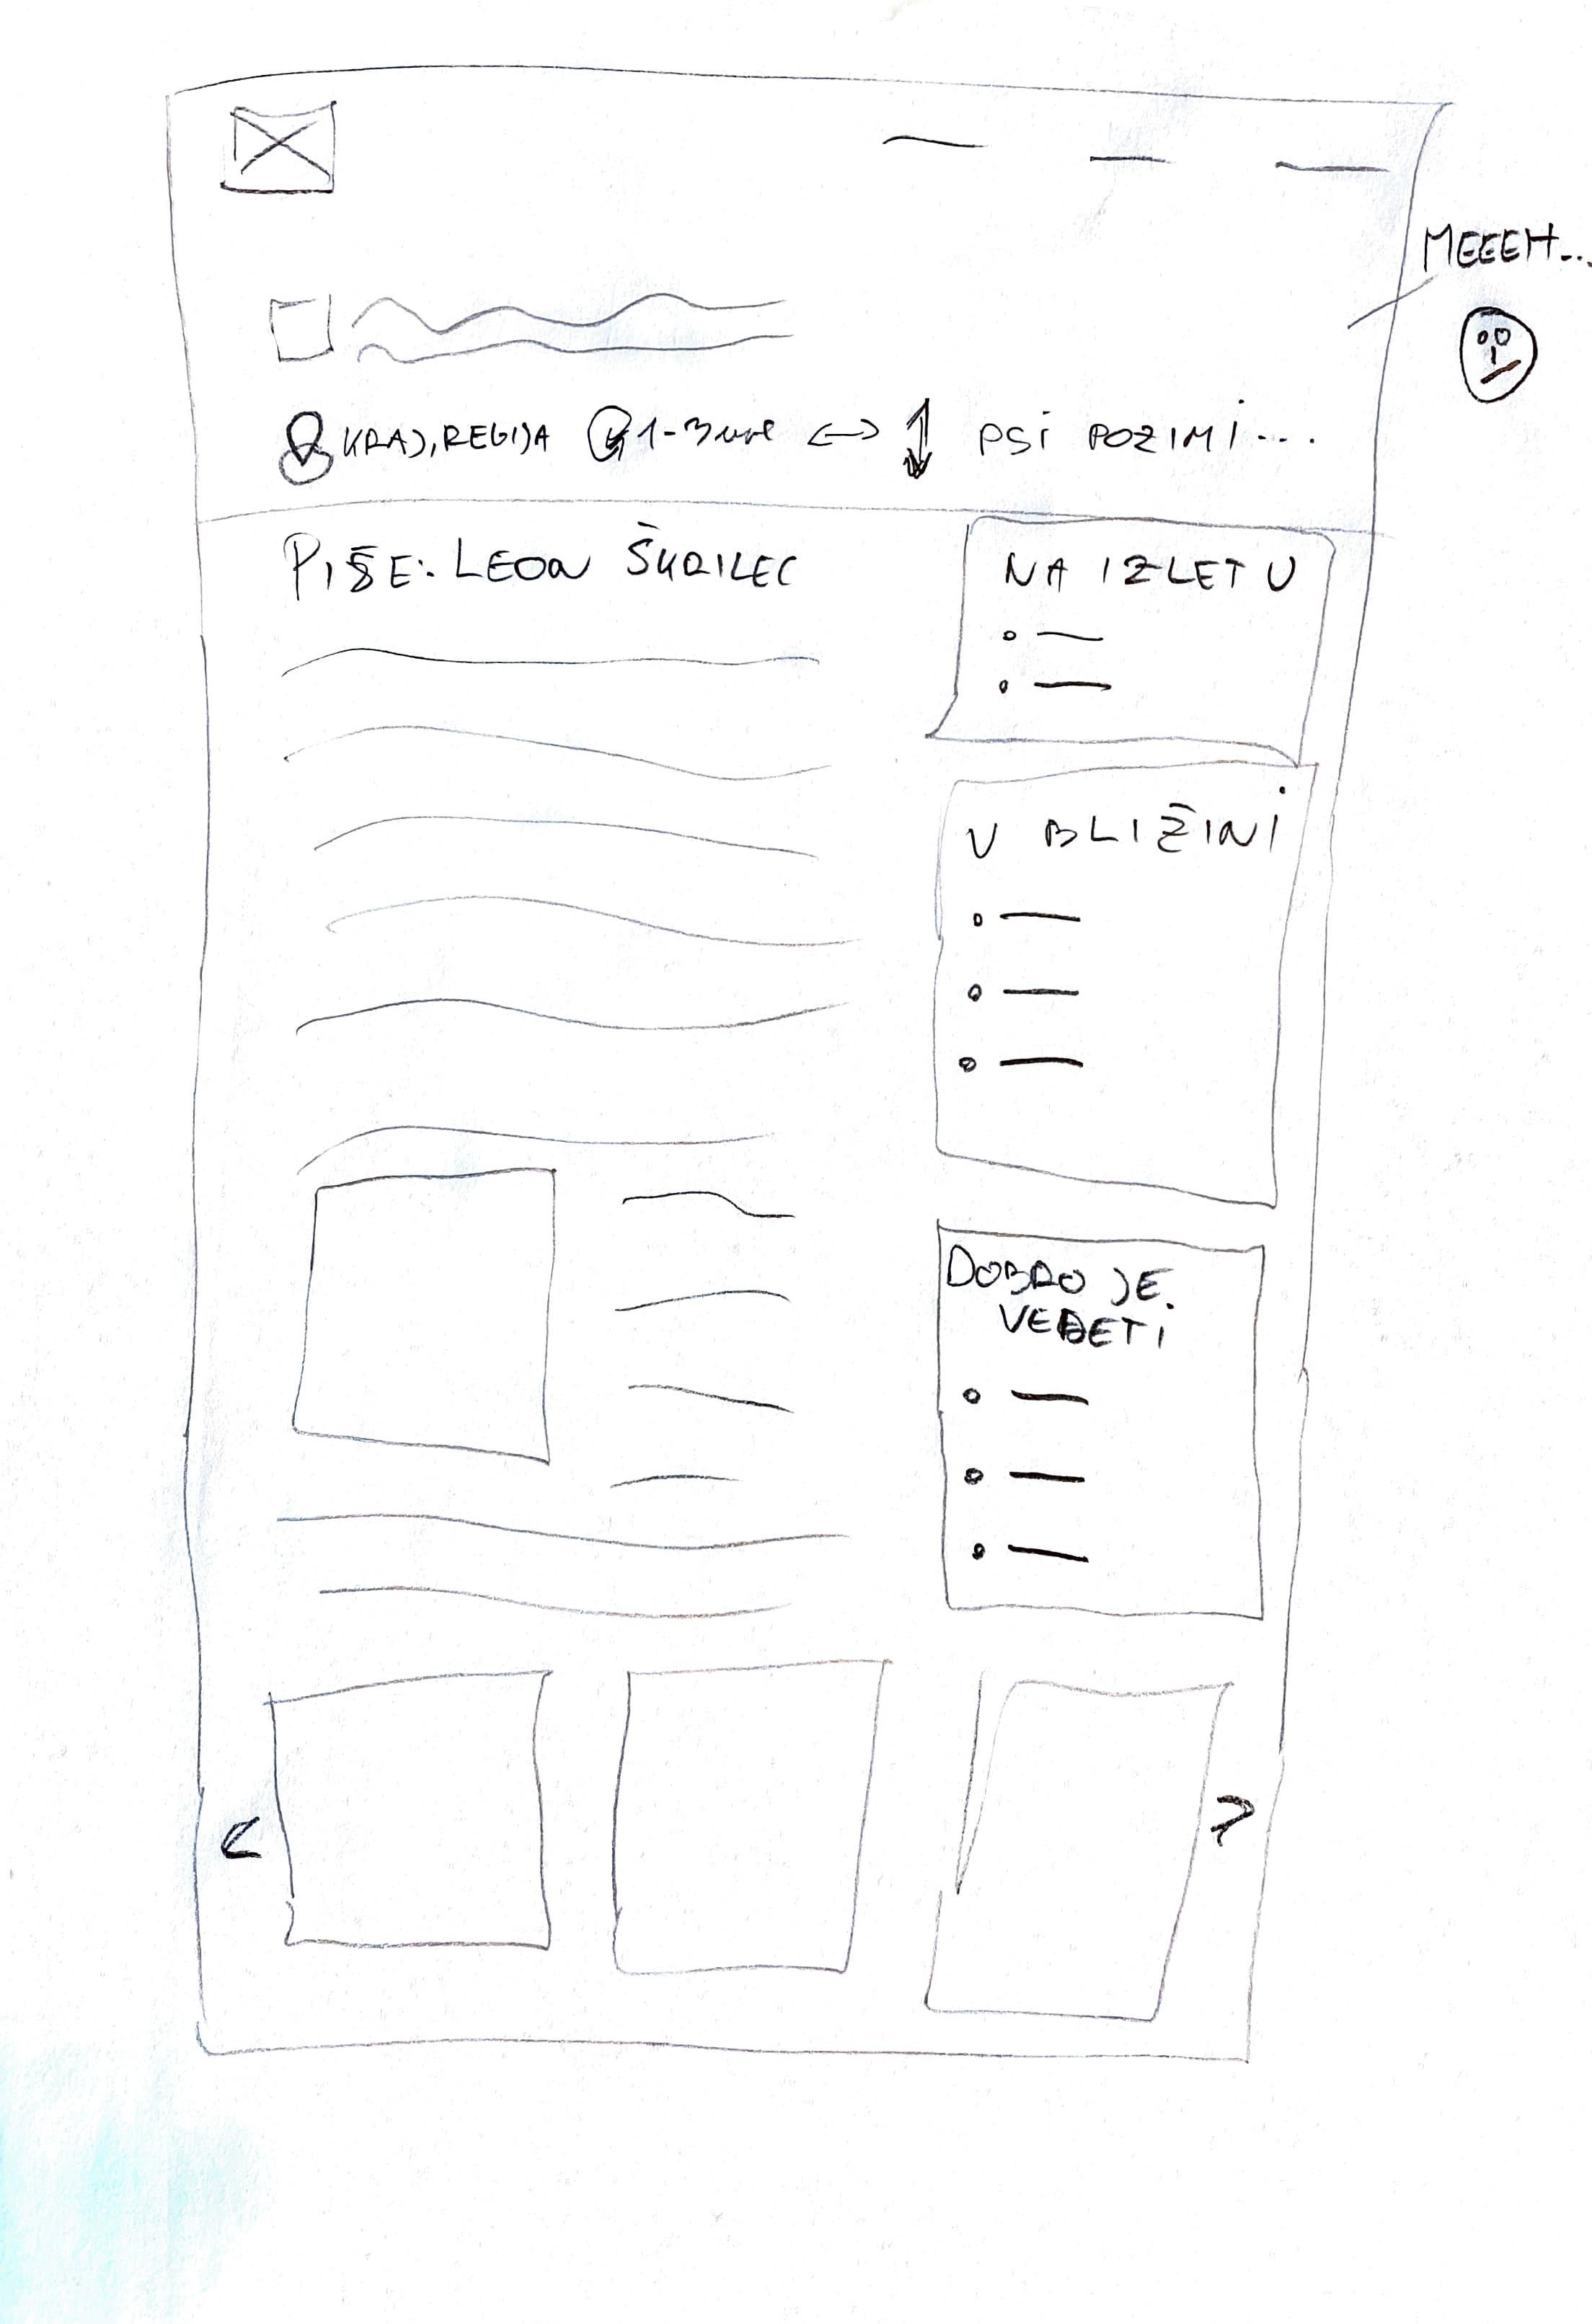 MEEEH...
KRAJ, REGIJA 1-3 ure PSI POZIMI...
PIŠE: LEON ŠKRILEC
NA IZLETU
V BLIŽINI
DOBRO JE
VEDETI